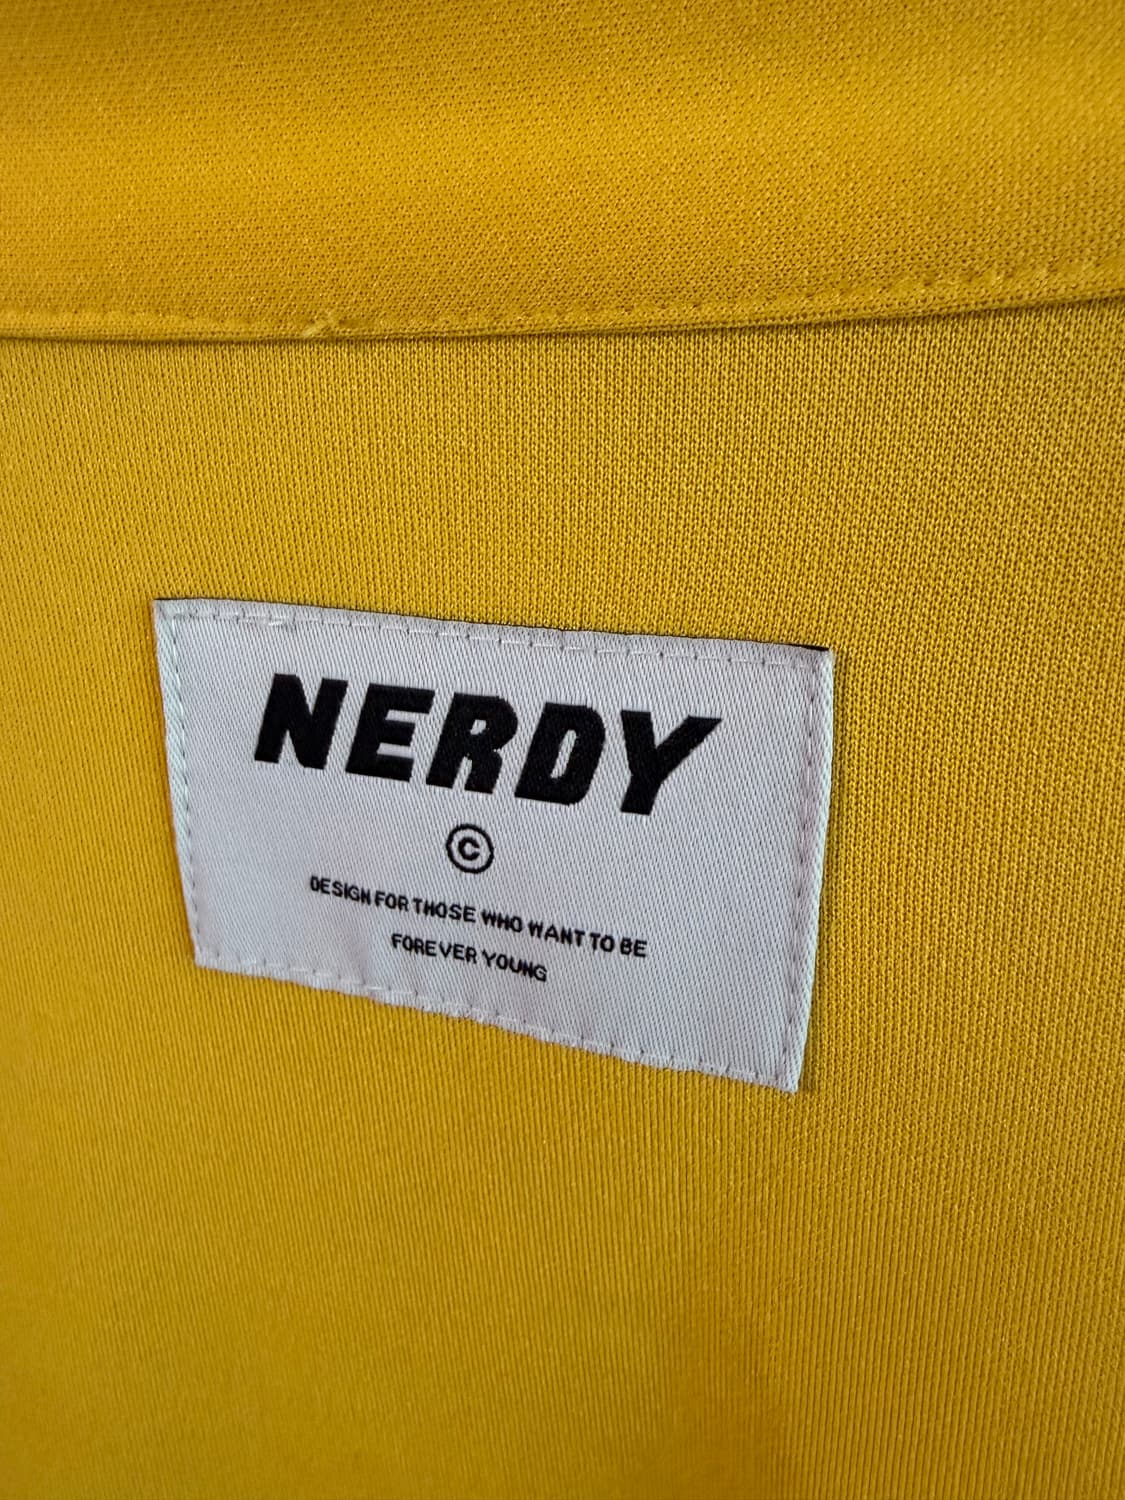 NERDY
©
DESIGN FOR THOSE WHO WANT TO BE
FOREVER YOUNG